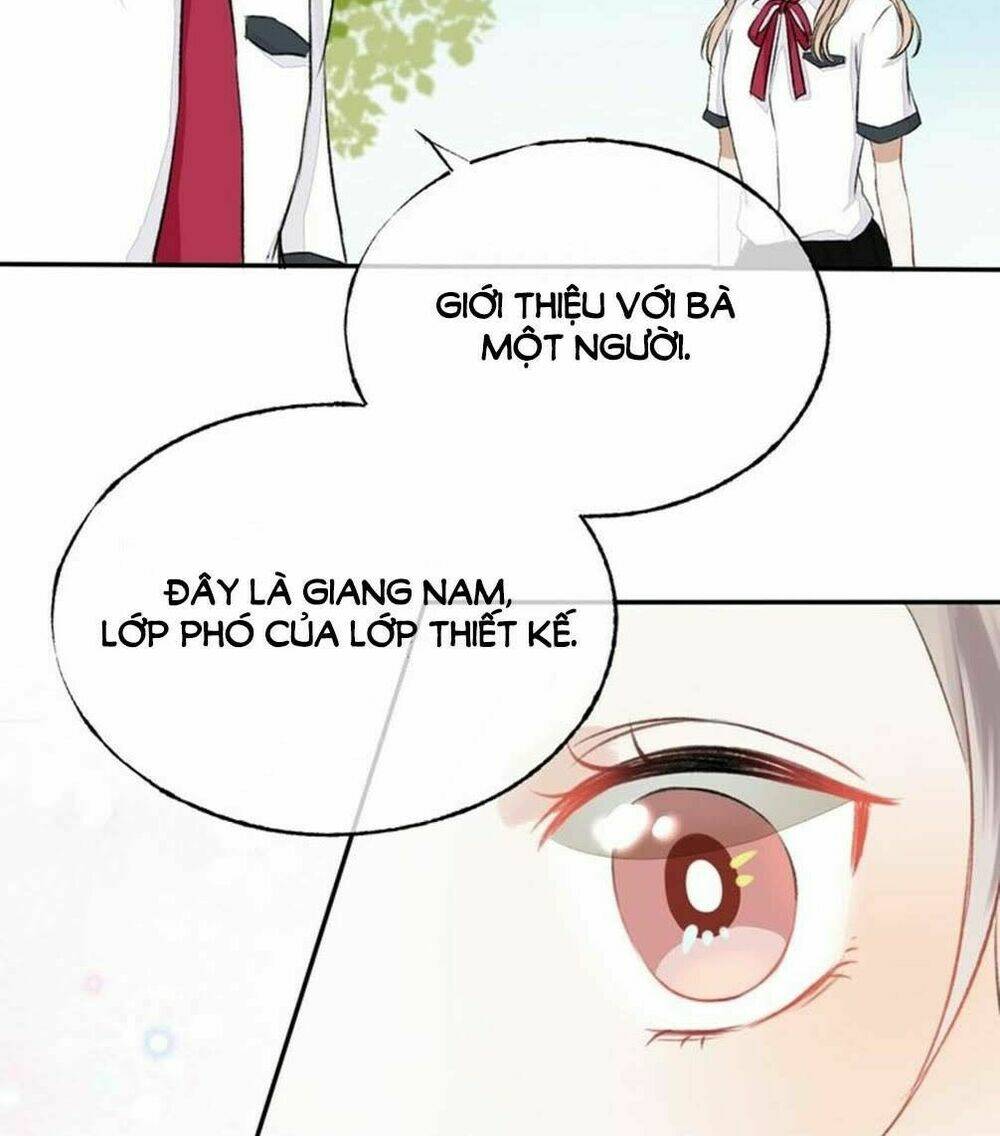 GIỚI THIỆU VỚI BÀ
MỘT NGƯỜI.
ĐÂY LÀ GIANG NAM,
LỚP PHÓ CỦA LỚP THIẾT KẾ.